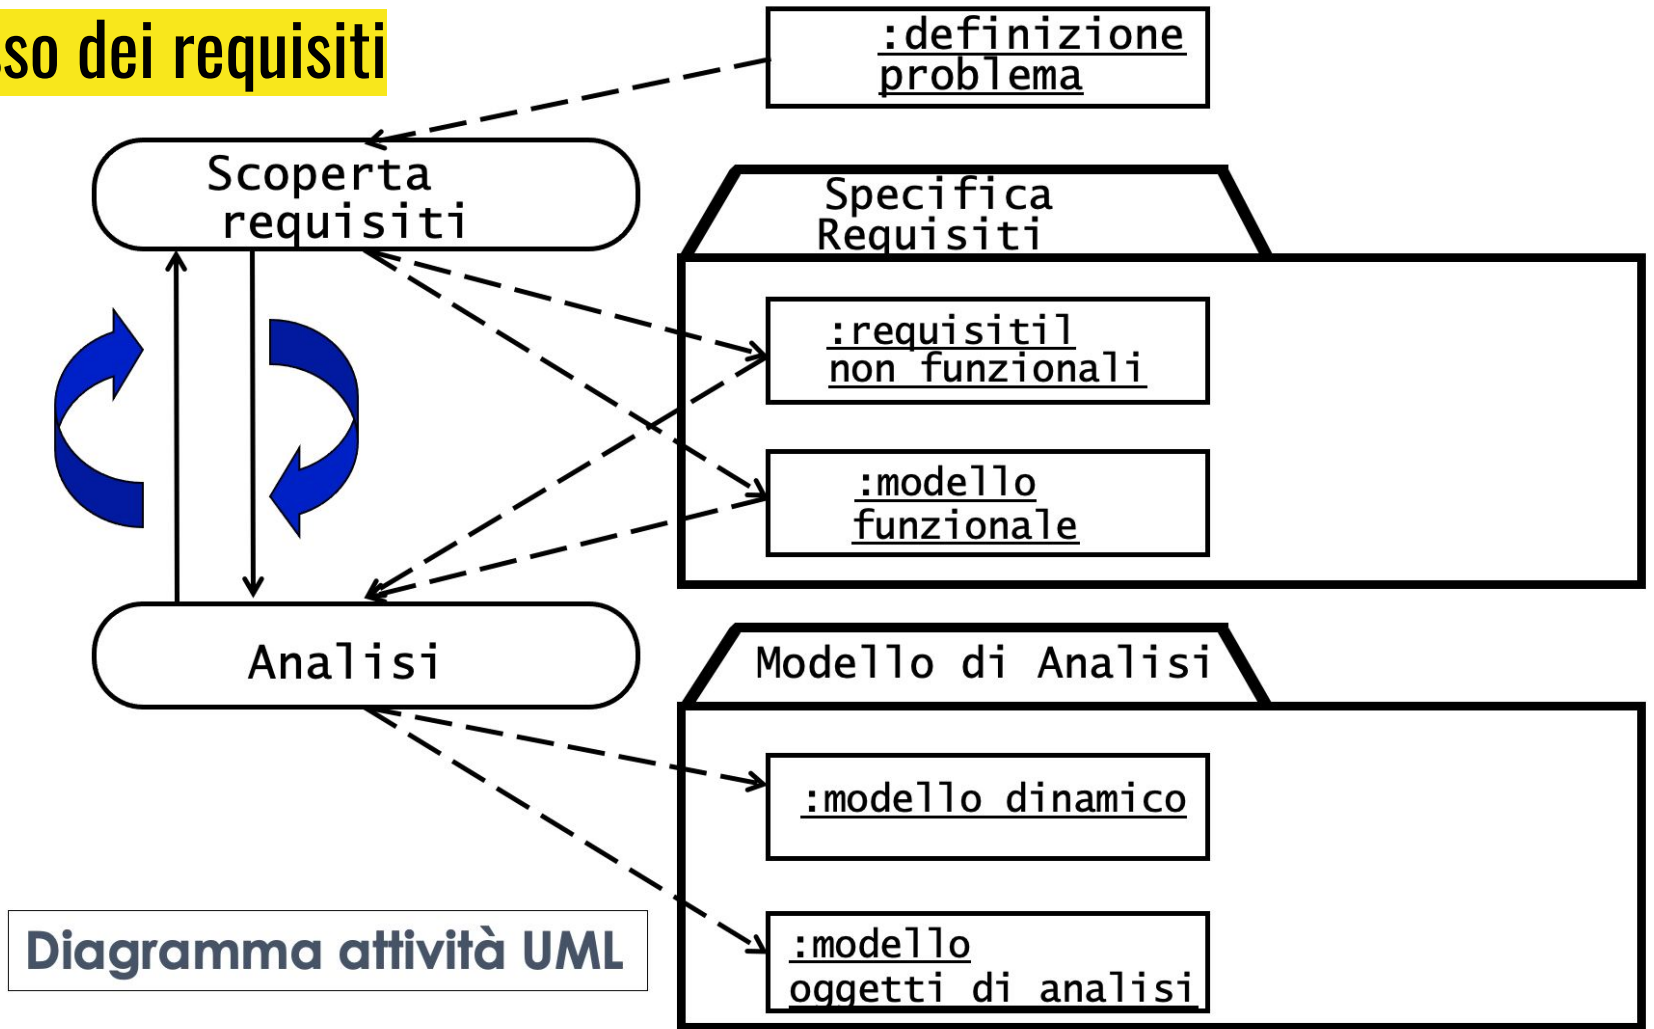 sso dei requisiti
:definizione
problema
Scoperta
requisiti
Specifica
Requisiti
:requisitil
non funzionali
:modello
funzionale
Analisi
Modello di Analisi
:modello dinamico
Diagramma attività UML
:modello
oggetti di analisi